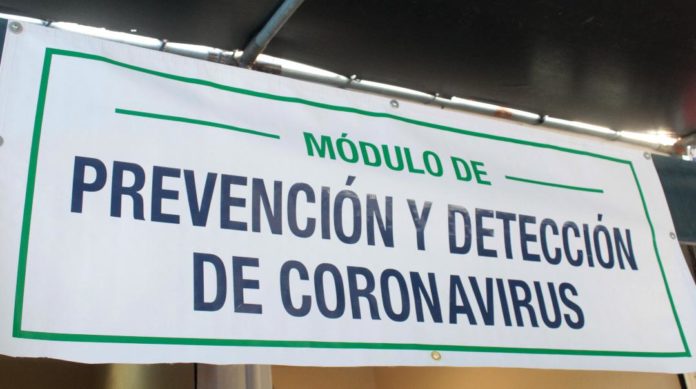 MÓDULO DE
PREVENCIÓN Y DETECCIÓN
DE CORONAVIRUS